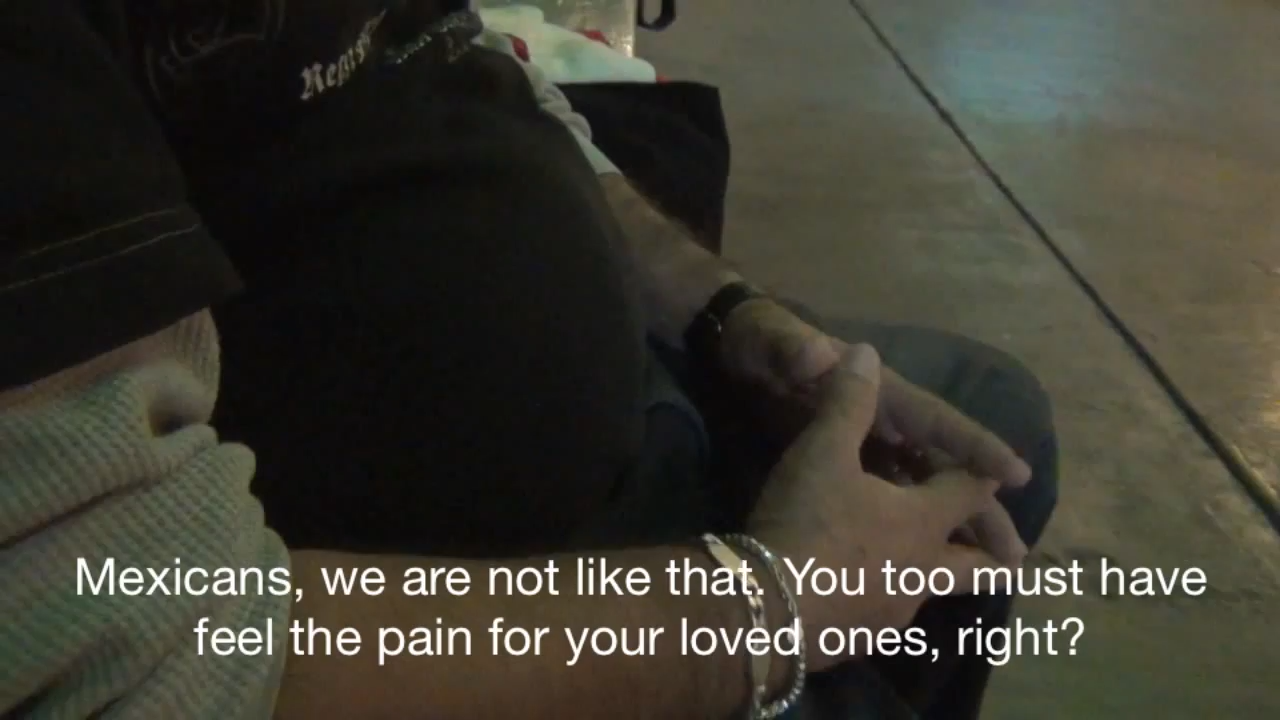 Mexicans, we are not like that. You too must have
feel the pain for your loved ones, right?